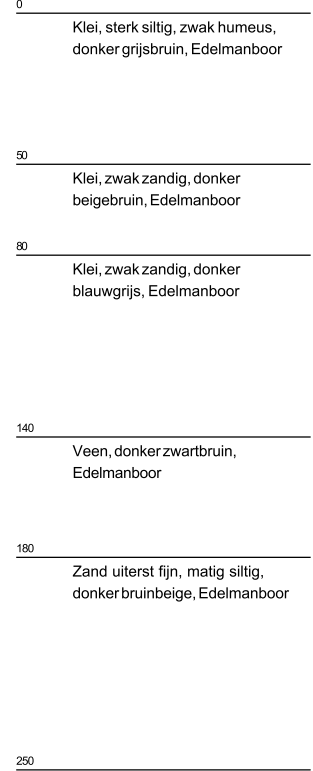 0
Klei, sterk siltig, zwak humeus,
donker grijsbruin, Edelmanboor
50
Klei, zwak zandig, donker
beigebruin, Edelmanboor
80
Klei, zwak zandig, donker
blauwgrijs, Edelmanboor
140
Veen, donker zwartbruin,
Edelmanboor
180
Zand uiterst fijn, matig siltig,
donker bruinbeige, Edelmanboor
250